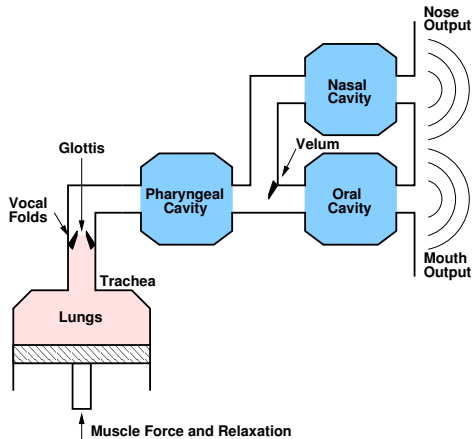 Nose
Output
Nasal
Cavity
Glottis
Velum
Vocal
Folds
Pharyngeal
Cavity
Oral
Cavity
Mouth
Output
Trachea
Lungs
Muscle Force and Relaxation